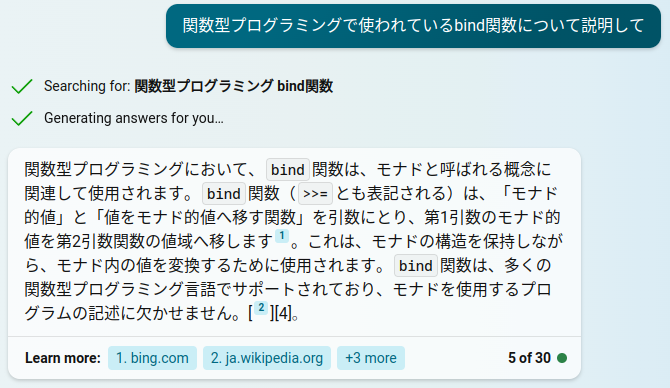 関数型プログラミングで使われているbind関数について説明して
Searching for: 関数型プログラミング bind関数
Generating answers for you…
関数型プログラミングにおいて、 bind 関数は、モナドと呼ばれる概念に
関連して使用されます。 bind 関数（ >>= とも表記される）は、「モナド
的値」と「値をモナド的値へ移す関数」を引数にとり、第1引数のモナド的
値を第2引数関数の値域へ移します 1 。これは、モナドの構造を保持しなが
ら、モナド内の値を変換するために使用されます。 bind 関数は、多くの
関数型プログラミング言語でサポートされており、モナドを使用するプロ
グラムの記述に欠かせません。[ 2 ][4]。
Learn more: 1. bing.com 2. ja.wikipedia.org +3 more 5 of 30